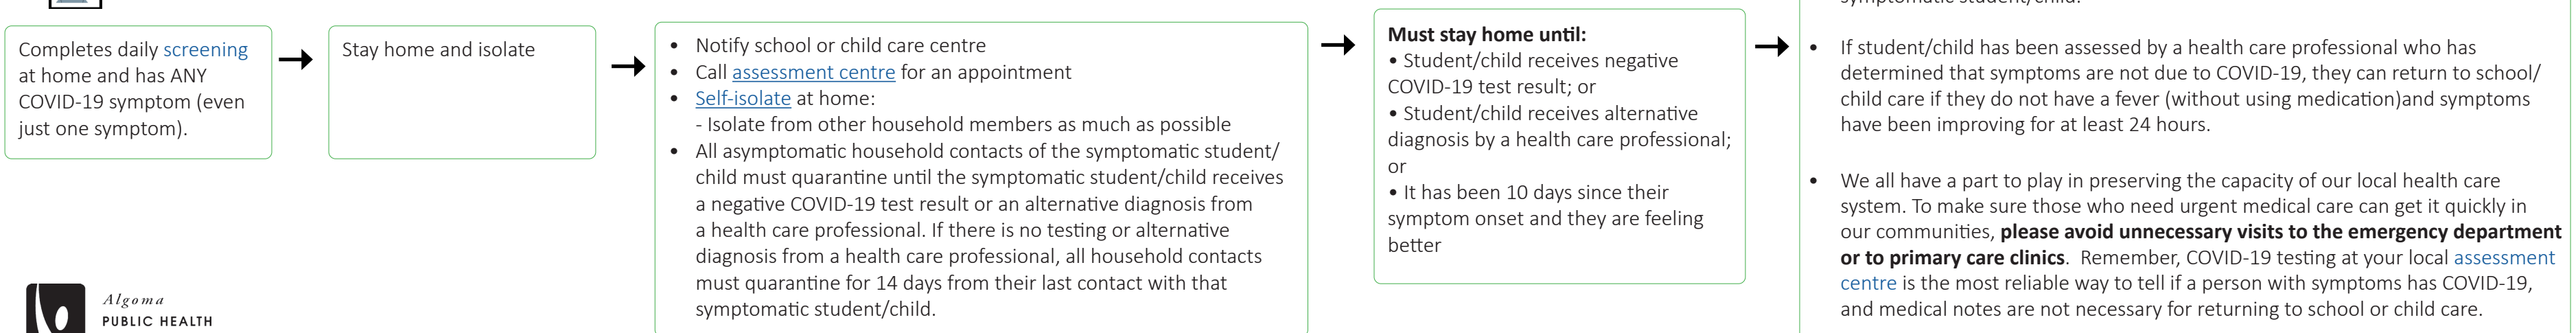 Completes daily screening
at home and has ANY
COVID-19 symptom (even
just one symptom).
Stay home and isolate
• Notify school or child care centre
• Call assessment centre for an appointment
• Self-isolate at home:
- Isolate from other household members as much as possible
• All asymptomatic household contacts of the symptomatic student/
child must quarantine until the symptomatic student/child receives
a negative COVID-19 test result or an alternative diagnosis from
a health care professional. If there is no testing or alternative
diagnosis from a health care professional, all household contacts
must quarantine for 14 days from their last contact with that
symptomatic student/child.
Must stay home until:
• Student/child receives negative
COVID-19 test result; or
• Student/child receives alternative
diagnosis by a health care professional;
or
• It has been 10 days since their
symptom onset and they are feeling
better
symptomatic student/child.
• If student/child has been assessed by a health care professional who has
determined that symptoms are not due to COVID-19, they can return to school/
child care if they do not have a fever (without using medication)and symptoms
have been improving for at least 24 hours.
• We all have a part to play in preserving the capacity of our local health care
system. To make sure those who need urgent medical care can get it quickly in
our communities, please avoid unnecessary visits to the emergency department
or to primary care clinics. Remember, COVID-19 testing at your local assessment
centre is the most reliable way to tell if a person with symptoms has COVID-19,
and medical notes are not necessary for returning to school or child care.
Algoma
PUBLIC HEALTH